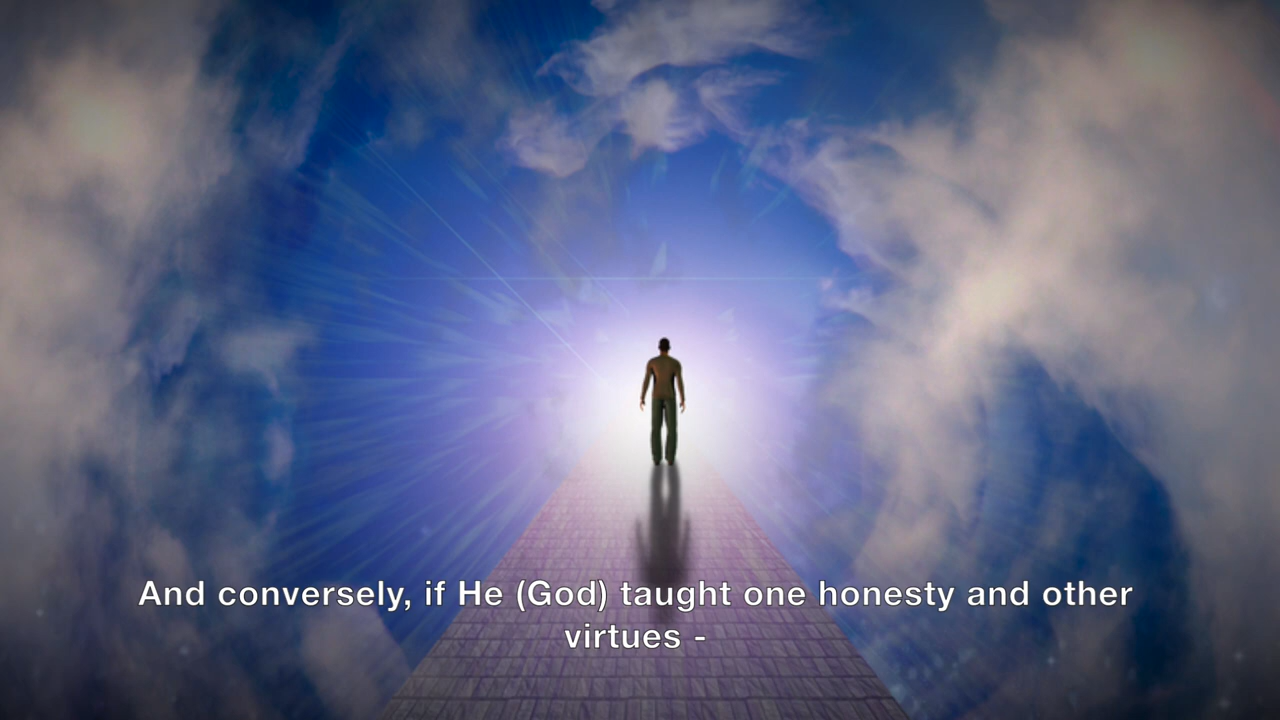 And conversely, if He (God) taught one honesty and other
virtues -